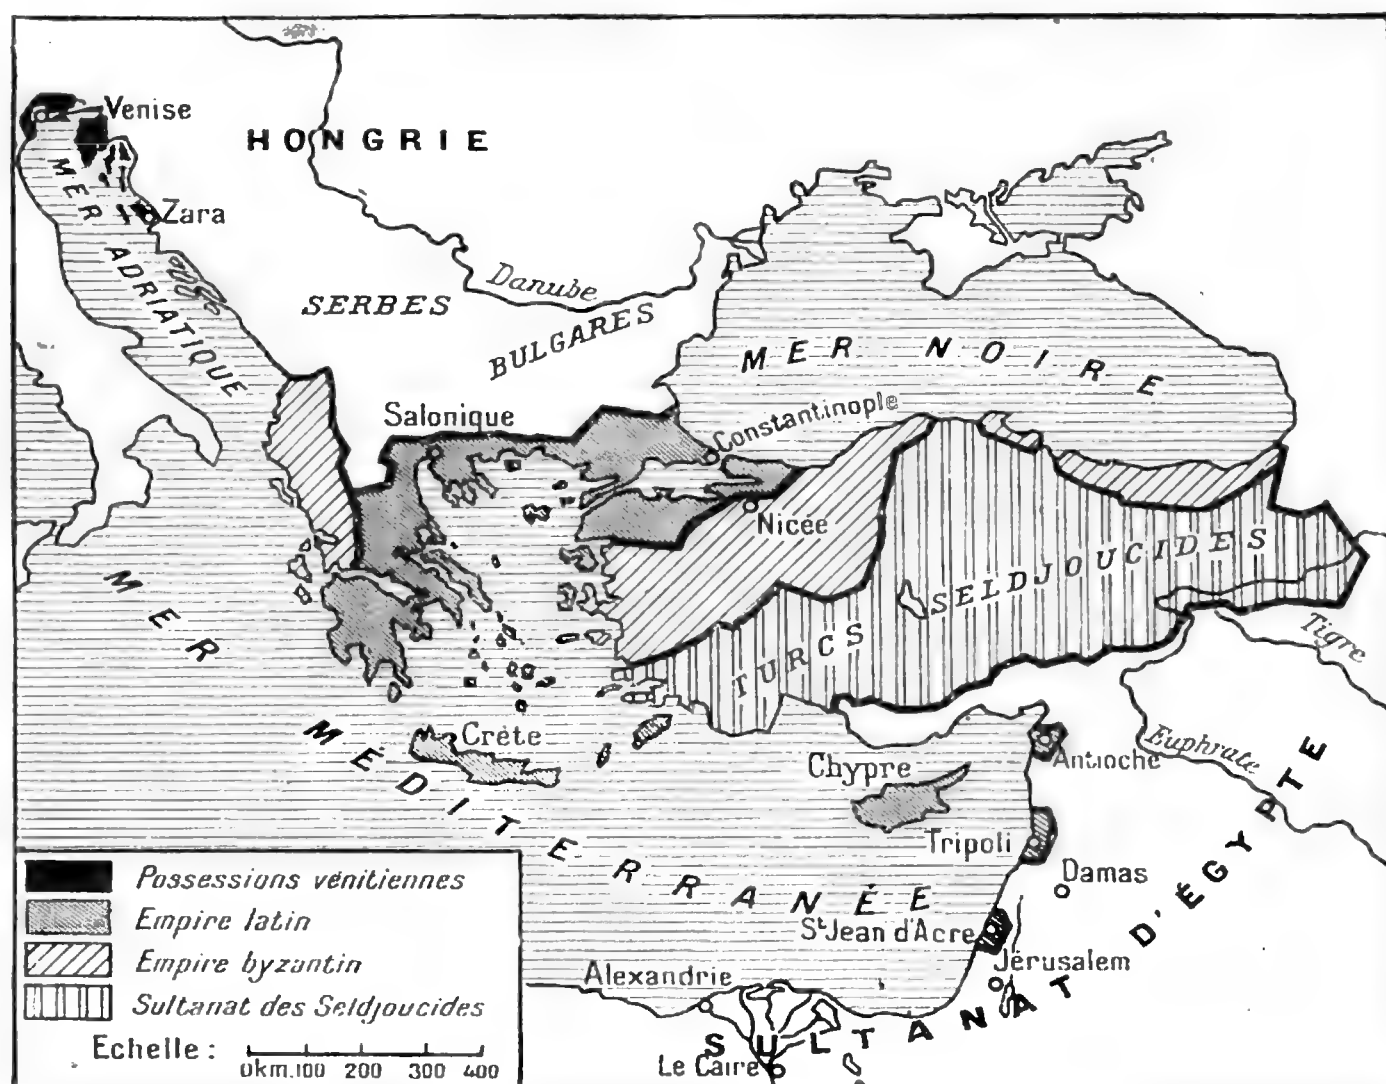 Venise
HONGRIE
Zara
MER ADRIATIQUE
Danube
SERBES
BULGARES
MER NOIRE
Salonique
Constantinople
Nicée
TURCS SELDJOUCIDES
Tigre
MER MÉDITERRANÉE
Crète
Chypre
Antioche
Euphrate
Tripoli
Damas
St Jean d'Acre
Jérusalem
Alexandrie
SULTANAT D'ÉGYPTE
Le Caire
Possessions vénitiennes
Empire latin
Empire byzantin
Sultanat des Seldjoucides
Echelle :
0km.100 200 300 400